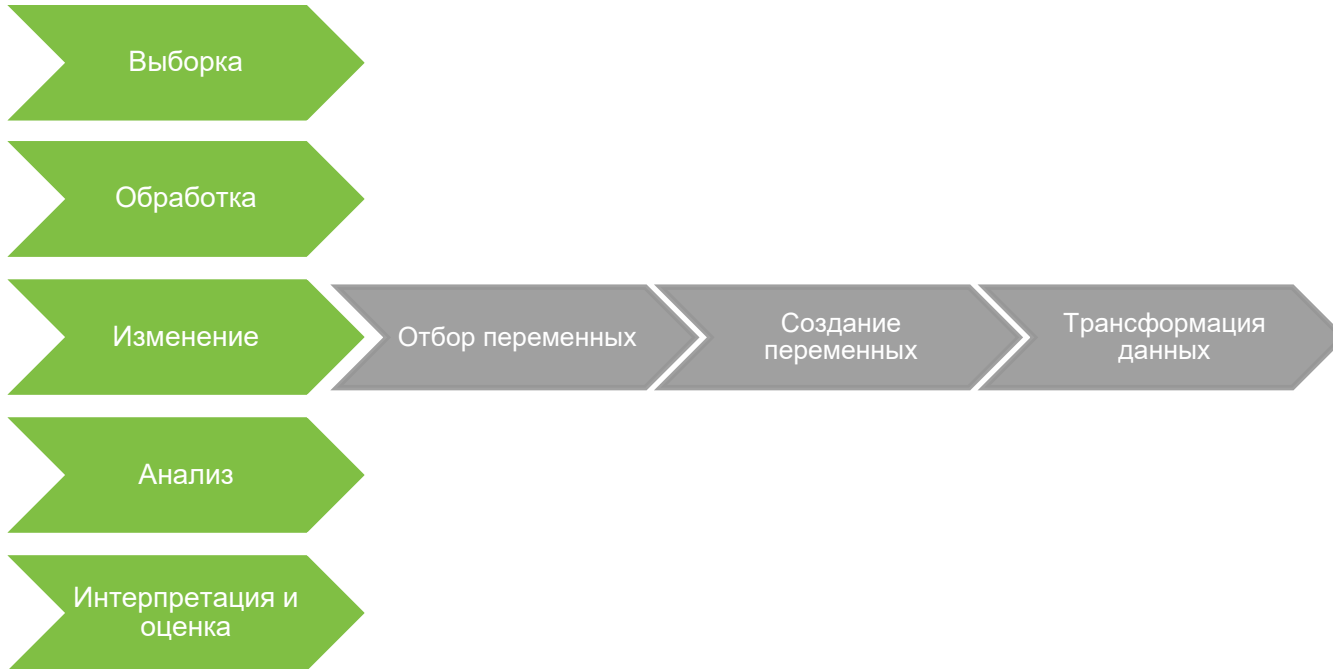 Выборка
Обработка
Изменение
Отбор переменных
Создание
переменных
Трансформация
данных
Анализ
Интерпретация и
оценка